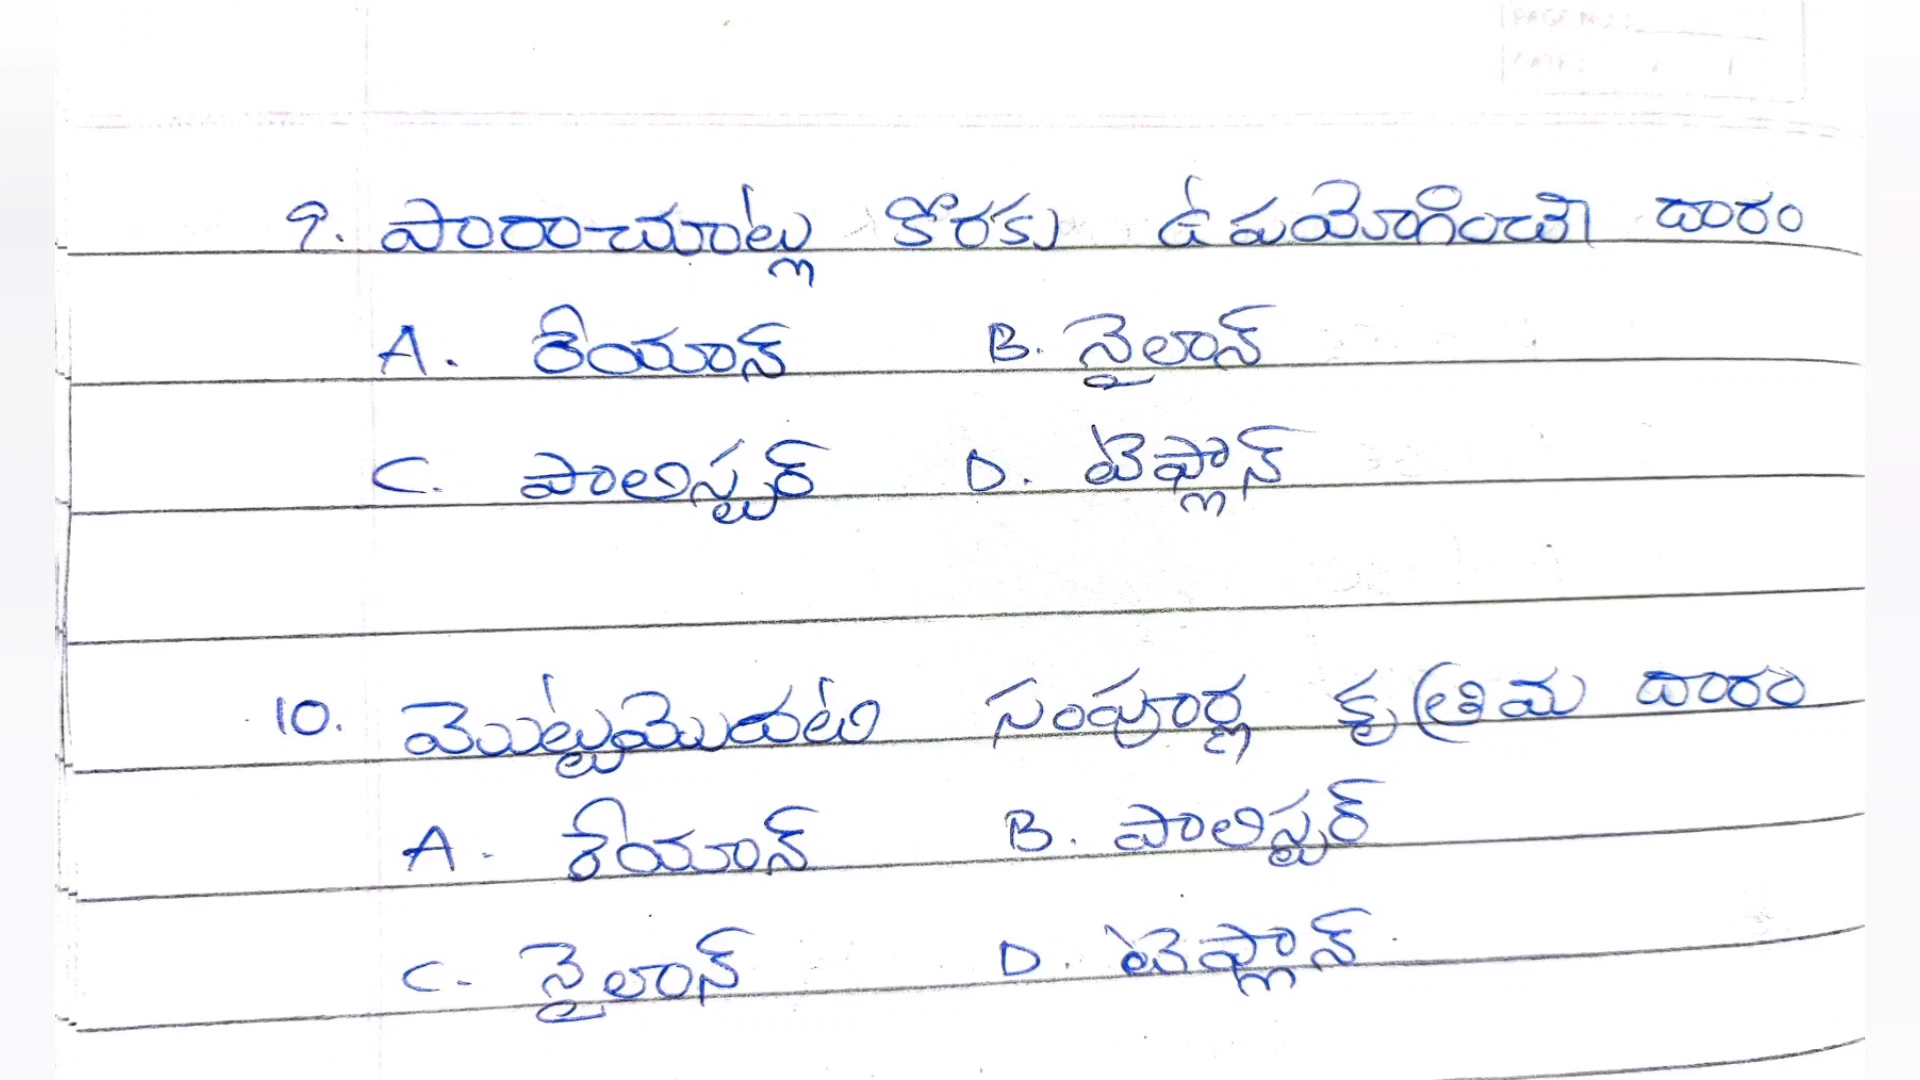 9. పారాచూట్ల కొరకు ఉపయోగించే దారం
A. రేయాన్ B. నైలాన్
C. పాలిస్టర్ D. టెఫ్లాన్
10. మొట్టమొదటి సంపూర్ణ కృత్రిమ దారం
A. రేయాన్ B. పాలిస్టర్
C. నైలాన్ D. టెఫ్లాన్